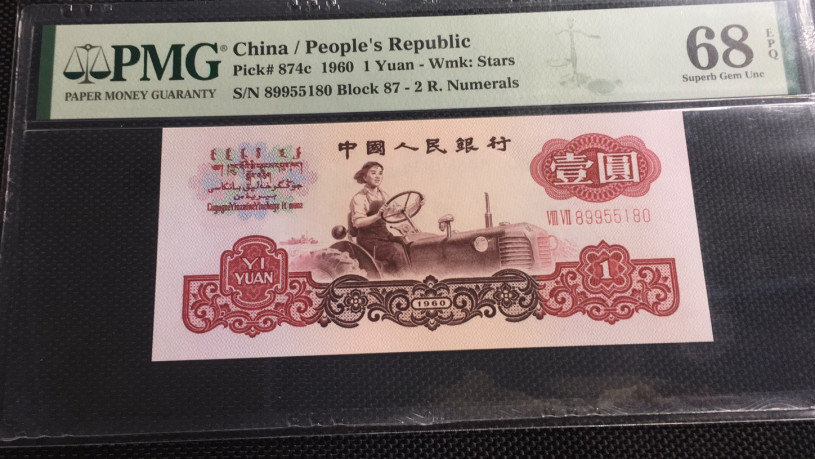 PMG
PAPER MONEY GUARANTY
China / People's Republic
Pick# 874c 1960 1 Yuan - Wmk: Stars
S/N 89955180 Block 87 - 2 R. Numerals
68
EPQ
Superb Gem Unc
中國人民銀行
壹圓
VIII VII 89955180
YI
YUAN
1960
1